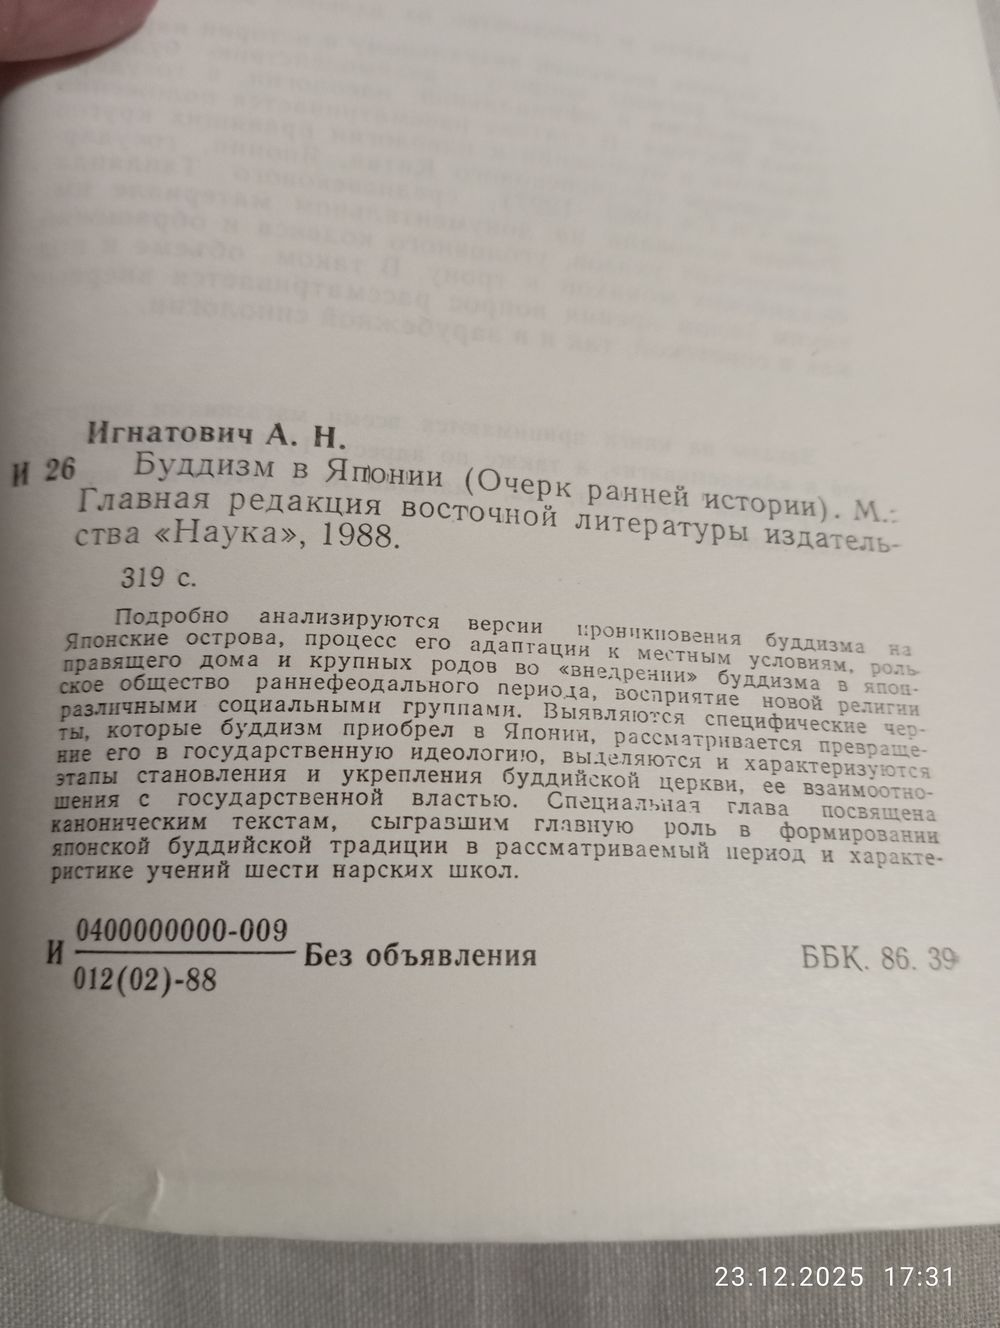 Игнатович А. Н.
И 26 Буддизм в Японии (Очерк ранней истории). М.:
Главная редакция восточной литературы издатель-
ства «Наука», 1988.
319 с.
Подробно анализируются версии проникновения буддизма на
Японские острова, процесс его адаптации к местным условиям, роль
правящего дома и крупных родов во «внедрении» буддизма в япон-
ское общество раннефеодального периода, восприятие новой религии
различными социальными группами. Выявляются специфические чер-
ты, которые буддизм приобрел в Японии, рассматривается превраще-
ние его в государственную идеологию, выделяются и характеризуются
этапы становления и укрепления буддийской церкви, ее взаимоотно-
шения с государственной властью. Специальная глава посвящена
каноническим текстам, сыгравшим главную роль в формировании
японской буддийской традиции в рассматриваемый период и характе-
ристике учений шести нарских школ.
И 0400000000-009
012(02)-88 Без объявления ББК. 86. 39
23.12.2025 17:31